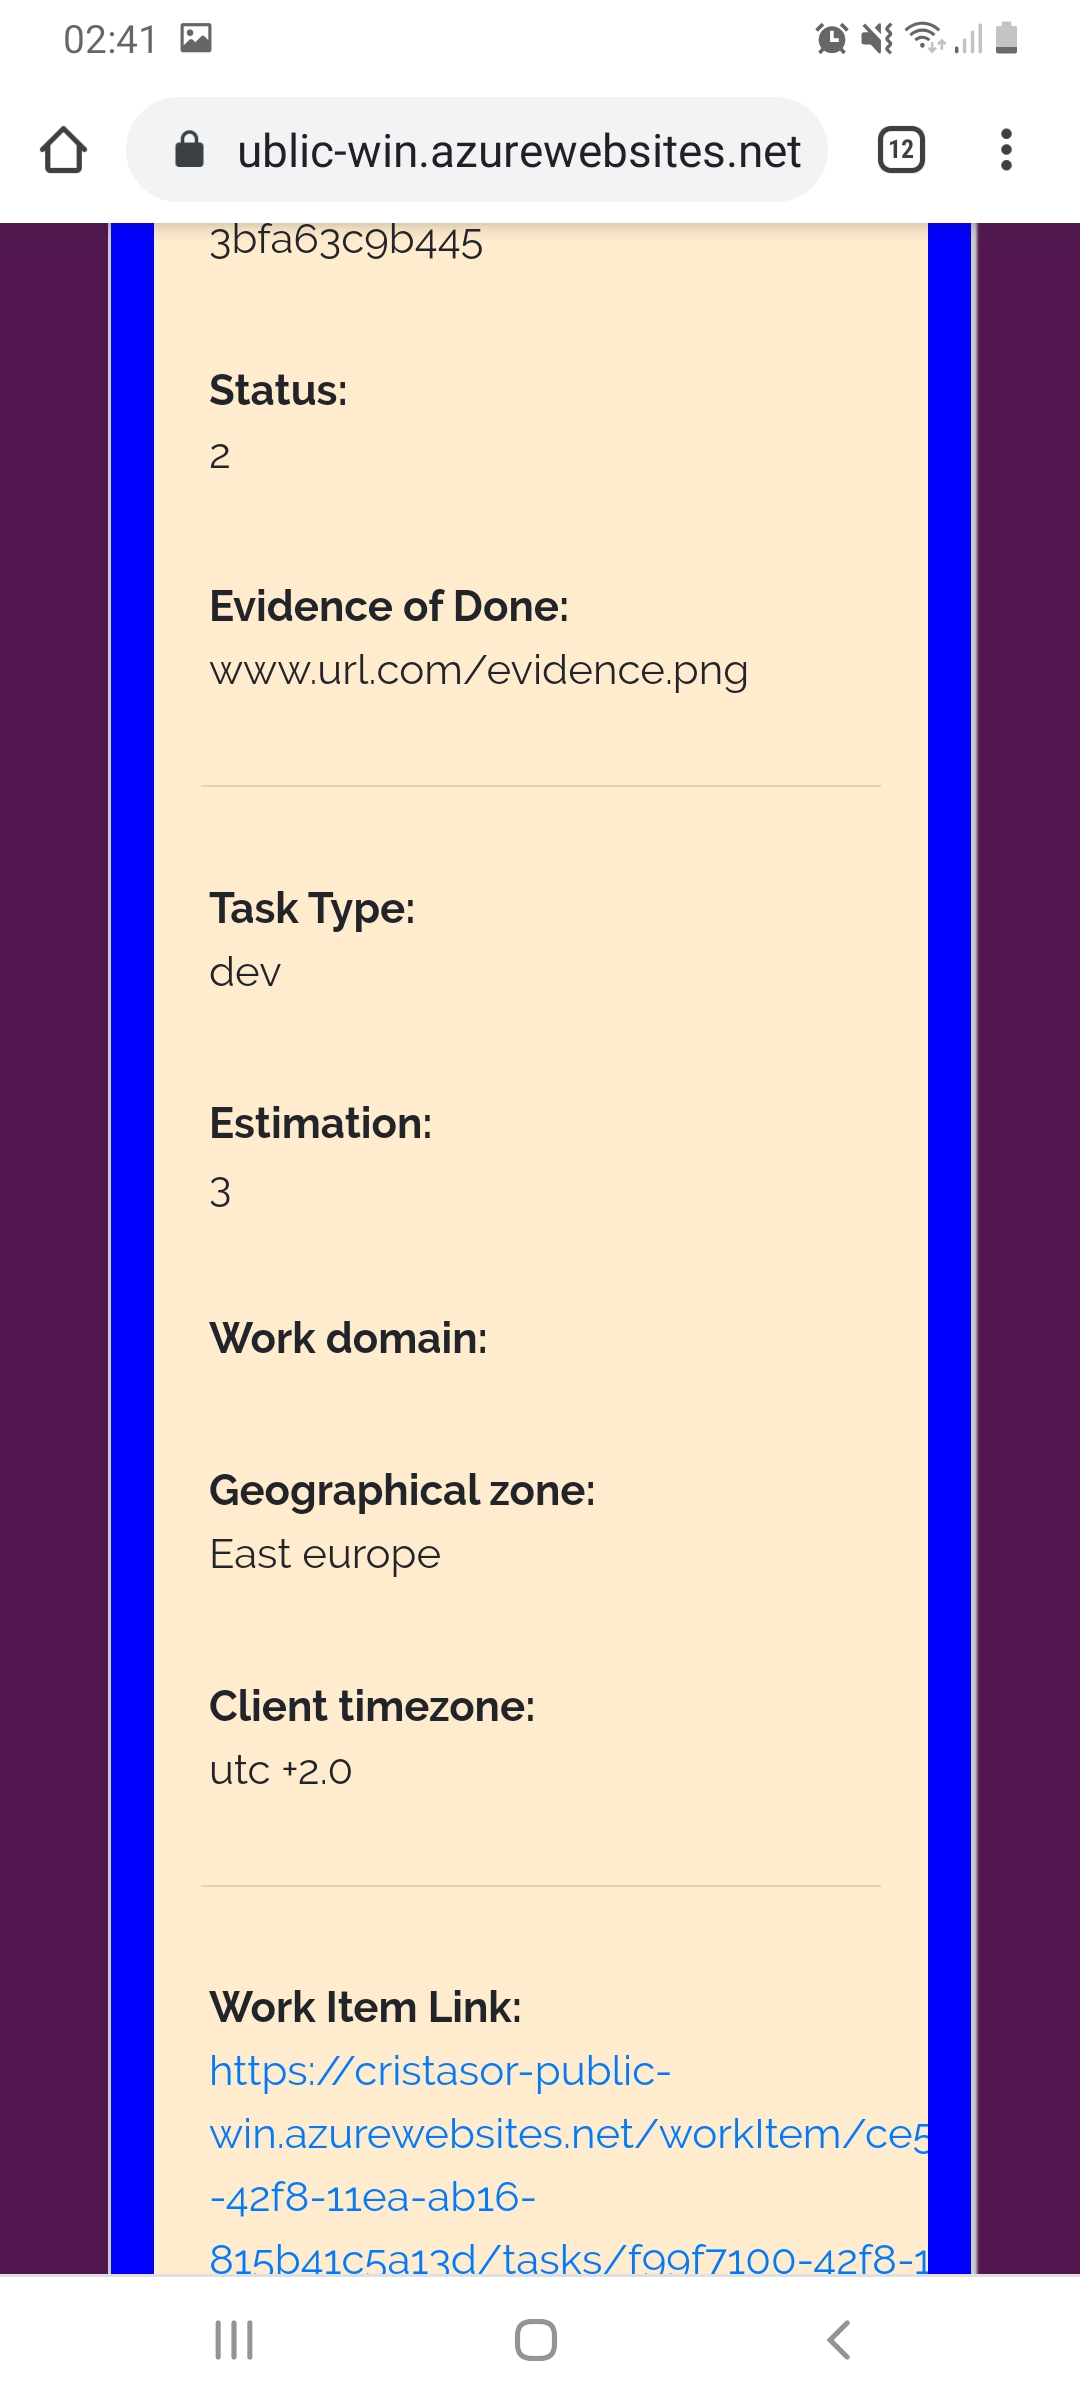 02:41
ublic-win.azurewebsites.net
12
3bfa63c9b445
Status:
2
Evidence of Done:
www.url.com/evidence.png
Task Type:
dev
Estimation:
3
Work domain:
Geographical zone:
East europe
Client timezone:
utc +2.0
Work Item Link:
https://cristasor-public-
win.azurewebsites.net/workItem/ce5
-42f8-11ea-ab16-
815b41c5a13d/tasks/f99f7100-42f8-1